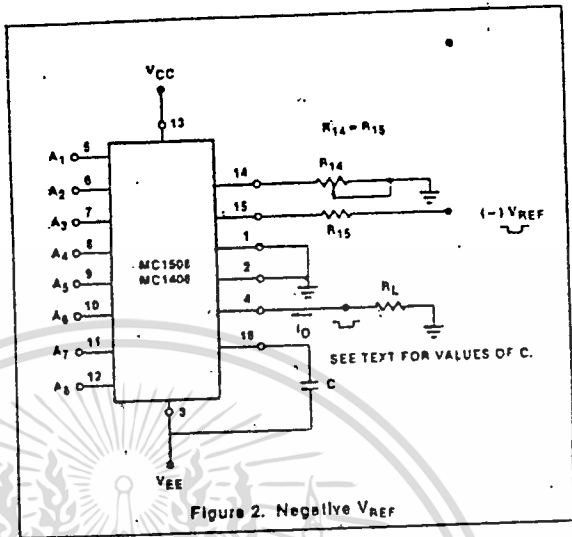 VCC
13
R14 = R15
A1 5
A2 6
A3 7
A4 8
A5 9
A6 10
A7 11
A8 12
MC1508
MC1408
14
R14
15
R15
(-) VREF
1
2
4
IO
RL
16
C
SEE TEXT FOR VALUES OF C.
3
VEE
Figure 2. Negative VREF